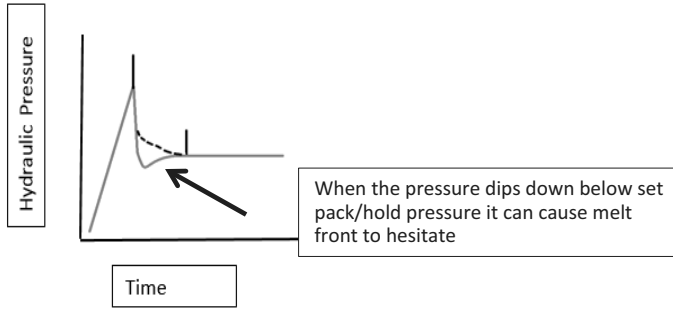 Hydraulic Pressure
When the pressure dips down below set
pack/hold pressure it can cause melt
front to hesitate
Time